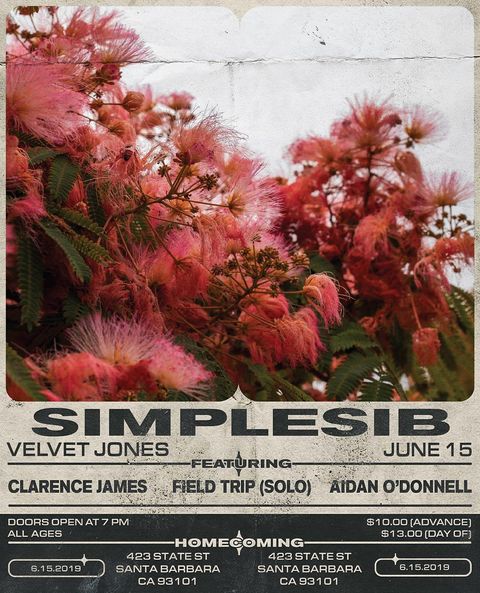 SIMPLESIB
VELVET JONES JUNE 15
FEATURING
CLARENCE JAMES FIELD TRIP (SOLO) AIDAN O'DONNELL
DOORS OPEN AT 7 PM $10.00 (ADVANCE)
ALL AGES $13.00 (DAY OF)
HOMECOMING
6.15.2019
423 STATE ST
SANTA BARBARA
CA 93101
423 STATE ST
SANTA BARBARA
CA 93101
6.15.2019